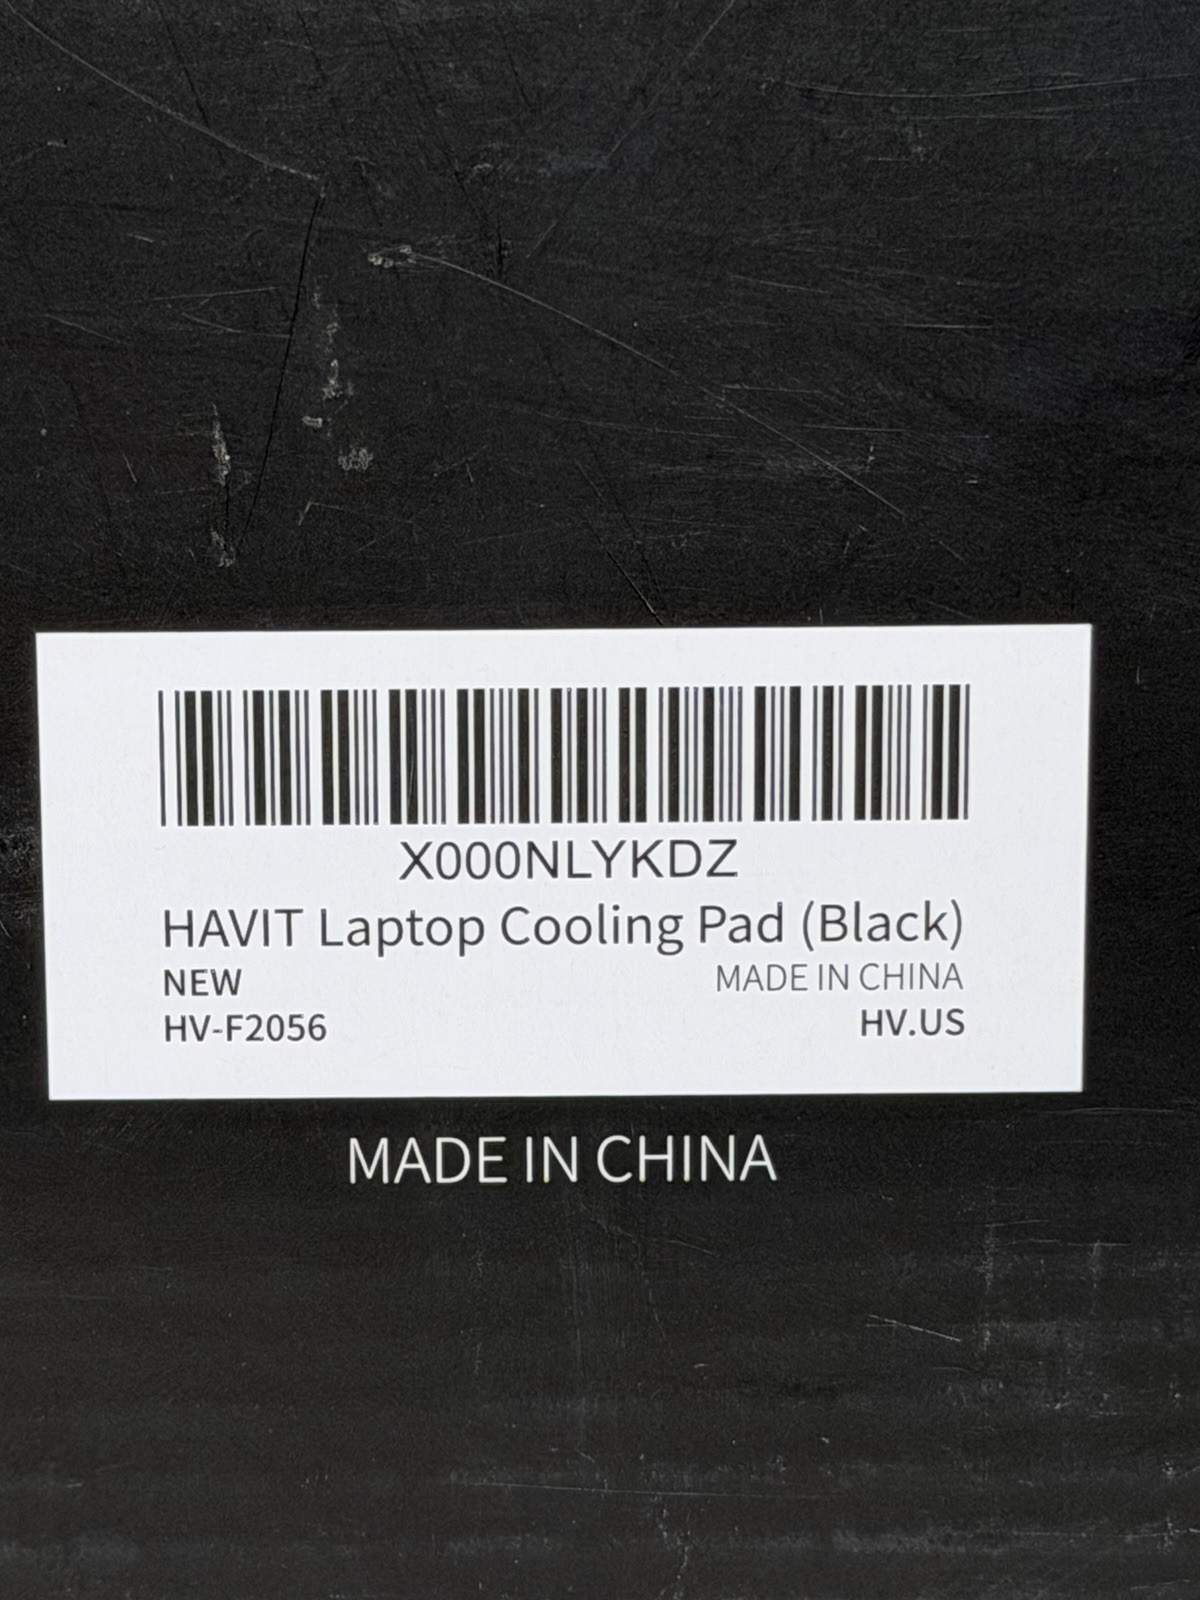 X000NLYKDZ
HAVIT Laptop Cooling Pad (Black)
NEW
MADE IN CHINA
HV-F2056
HV.US
MADE IN CHINA